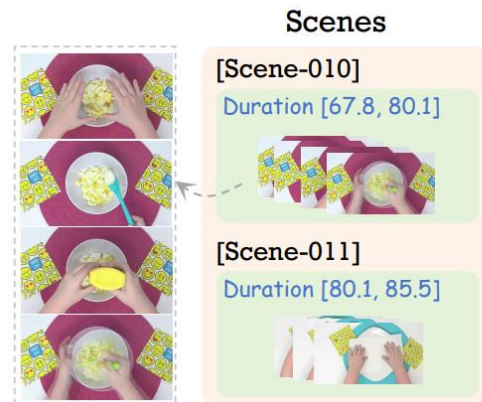 Scenes
[Scene-010]
Duration [67.8, 80.1]
[Scene-011]
Duration [80.1, 85.5]